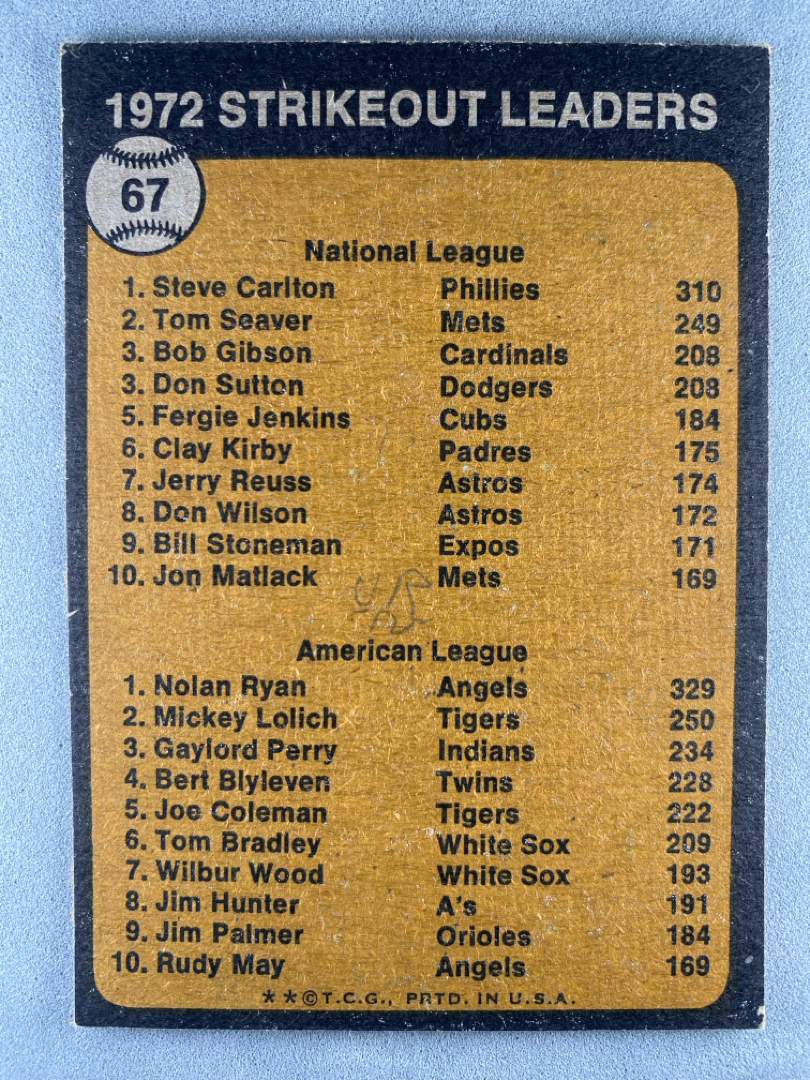 1972 STRIKEOUT LEADERS
67
National League
1. Steve Carlton Phillies 310
2. Tom Seaver Mets 249
3. Bob Gibson Cardinals 208
3. Don Sutton Dodgers 208
5. Fergie Jenkins Cubs 184
6. Clay Kirby Padres 175
7. Jerry Reuss Astros 174
8. Don Wilson Astros 172
9. Bill Stoneman Expos 171
10. Jon Matlack Mets 169
American League
1. Nolan Ryan Angels 329
2. Mickey Lolich Tigers 250
3. Gaylord Perry Indians 234
4. Bert Blyleven Twins 228
5. Joe Coleman Tigers 222
6. Tom Bradley White Sox 209
7. Wilbur Wood White Sox 193
8. Jim Hunter A's 191
9. Jim Palmer Orioles 184
10. Rudy May Angels 169
**©T.C.G., PRTD. IN U.S.A.